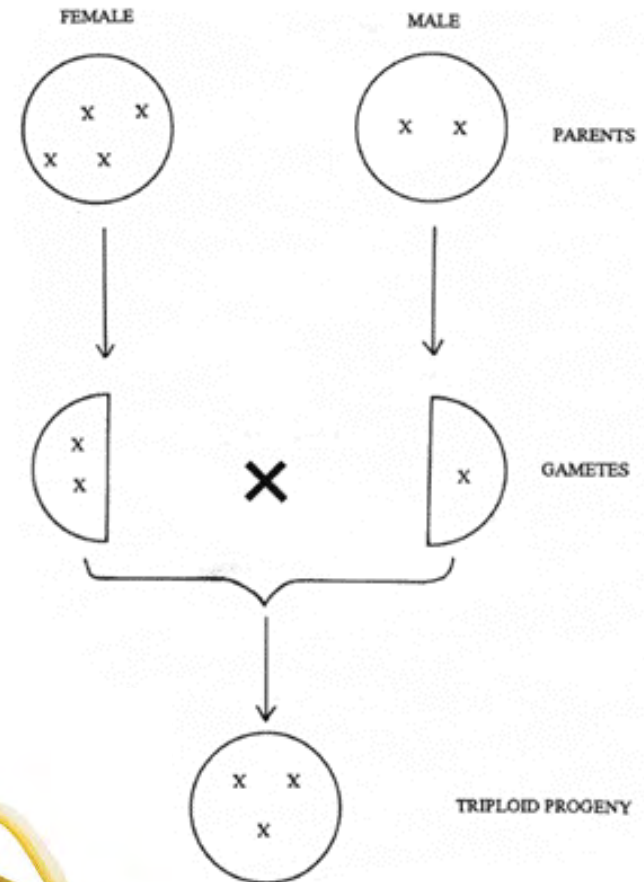 FEMALE MALE
x x
x x
x x
PARENTS
x
x
x
GAMETES
x x
x
TRIPLOID PROGENY